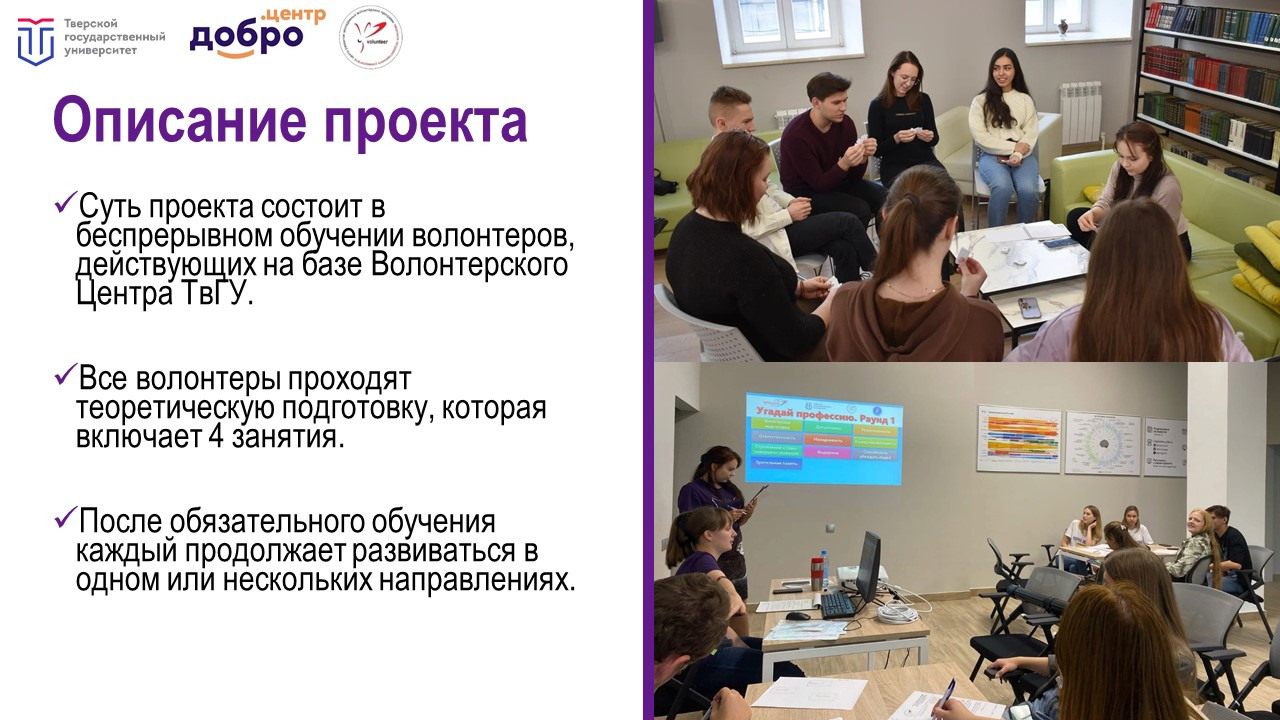 Тверской
государственный
университет
добро.центр
volunteer
Описание проекта
Суть проекта состоит в
беспрерывном обучении волонтеров,
действующих на базе Волонтерского
Центра ТвГУ.
Все волонтеры проходят
теоретическую подготовку, которая
включает 4 занятия.
После обязательного обучения
каждый продолжает развиваться в
одном или нескольких направлениях.
Угадай профессию. Раунд 1